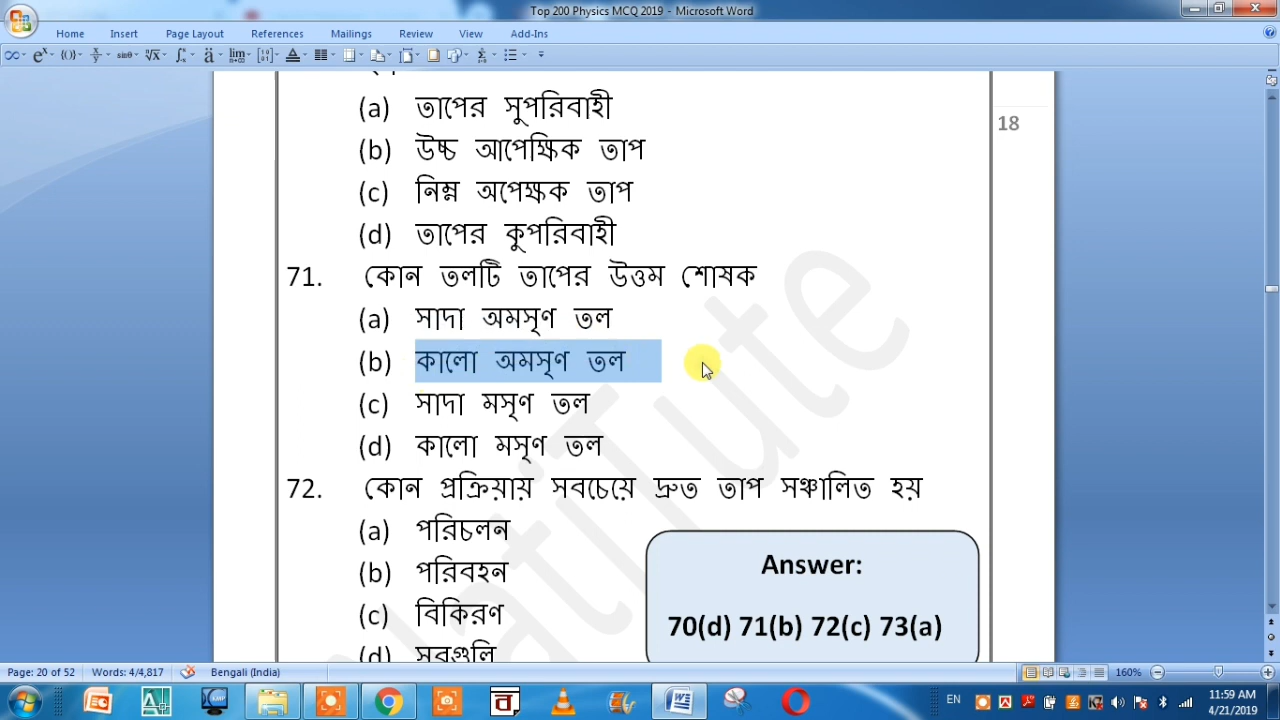 Top 200 Physics MCQ 2019 - Microsoft Word
Home Insert Page Layout References Mailings Review View Add-Ins
(a) তাপের সুপরিবাহী
18
(b) উচ্চ আপেক্ষিক তাপ
(c) নিম্ন অপেক্ষক তাপ
(d) তাপের কুপরিবাহী
71. কোন তলটি তাপের উত্তম শোষক
(a) সাদা অমসৃণ তল
(b) কালো অমসৃণ তল
(c) সাদা মসৃণ তল
(d) কালো মসৃণ তল
72. কোন প্রক্রিয়ায় সবচেয়ে দ্রুত তাপ সঞ্চালিত হয়
(a) পরিচলন
(b) পরিবহন
(c) বিকিরণ
(d) সবগুলি
Answer:
70(d) 71(b) 72(c) 73(a)
Page: 20 of 52 Words: 4/4,817 Bengali (India) 160%
EN 11:59 AM
4/21/2019